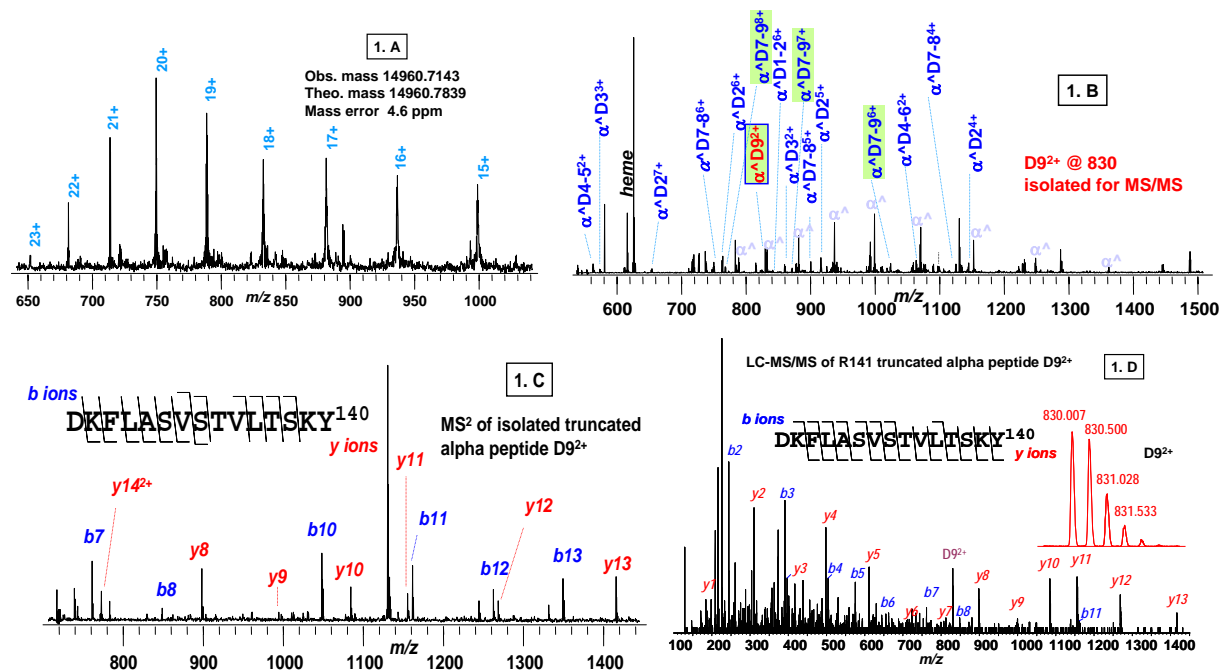 1. A
Obs. mass 14960.7143
Theo. mass 14960.7839
Mass error 4.6 ppm
23+
22+
21+
20+
19+
18+
17+
16+
15+
650 700 750 800 850 900 950 1000
m/z
1. B
α^D4-5²⁺
α^D3³⁺
heme
α^D2⁷⁺
α^D7-8⁶⁺
α^D2⁶⁺
α^D7-9⁸⁺
α^D9²⁺
α^D1-2⁶⁺
α^D3²⁺
α^D7-9⁷⁺
α^D7-8⁵⁺
α^D2⁵⁺
α^D7-9⁶⁺
α^D4-6²⁺
α^D7-8⁴⁺
α^D2⁴⁺
α^ α^ α^ α^ α^ α^ α^ α^
D9²⁺ @ 830
isolated for MS/MS
600 700 800 900 1000 1100 1200 1300 1400 1500
m/z
1. C
b ions
DKFLASVSTVLTSKY¹⁴⁰
y ions
MS² of isolated truncated
alpha peptide D9²⁺
b7
y14²⁺
b8
y8
y9
b10
y10
y11
b11
b12
y12
b13
y13
800 900 1000 1100 1200 1300 1400
m/z
LC-MS/MS of R141 truncated alpha peptide D9²⁺
1. D
b ions
DKFLASVSTVLTSKY¹⁴⁰
y ions
830.007
830.500
831.028
831.533
D9²⁺
y1
b2
y2
b3
y3
y4
b4
b5
y5
b6
y6
b7
y7
D9²⁺
b8
y8
y9
y10
y11
b11
y12
y13
100 200 300 400 500 600 700 800 900 1000 1100 1200 1300 1400
m/z